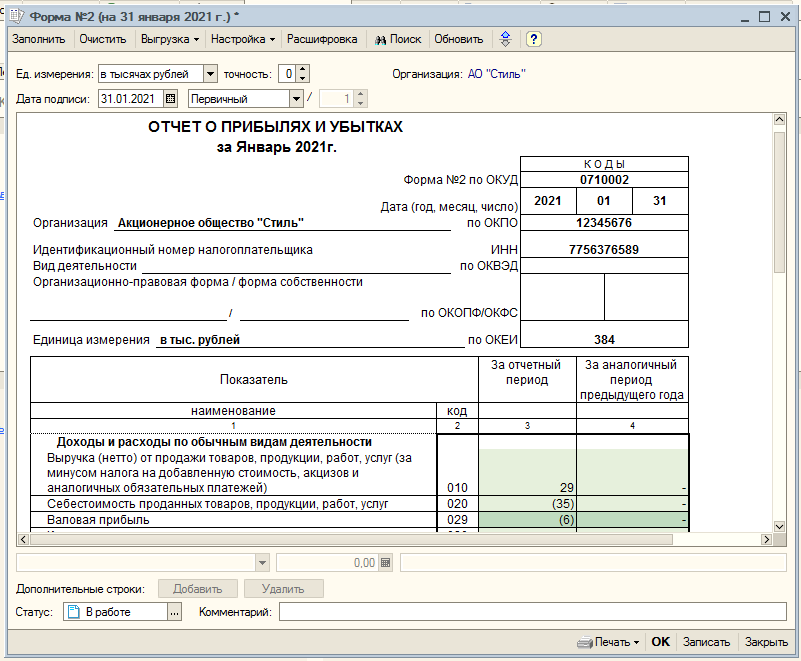 Форма №2 (на 31 января 2021 г.) *
Заполнить Очистить Выгрузка Настройка Расшифровка Поиск Обновить ?
Ед. измерения: в тысячах рублей точность: 0 Организация: АО "Стиль"
Дата подписи: 31.01.2021 Первичный / 1
ОТЧЕТ О ПРИБЫЛЯХ И УБЫТКАХ
за Январь 2021г.
К О Д Ы
Форма №2 по ОКУД 0710002
Дата (год, месяц, число) 2021 01 31
Организация Акционерное общество "Стиль" по ОКПО 12345676
Идентификационный номер налогоплательщика ИНН 7756376589
Вид деятельности по ОКВЭД
Организационно-правовая форма / форма собственности
/ по ОКОПФ/ОКФС
Единица измерения в тыс. рублей по ОКЕИ 384
Показатель За отчетный период За аналогичный период предыдущего года
наименование код
1 2 3 4
Доходы и расходы по обычным видам деятельности
Выручка (нетто) от продажи товаров, продукции, работ, услуг (за
минусом налога на добавленную стоимость, акцизов и
аналогичных обязательных платежей) 010 29 -
Себестоимость проданных товаров, продукции, работ, услуг 020 (35) -
Валовая прибыль 029 (6) -
0,00
Дополнительные строки: Добавить Удалить
Статус: В работе ... Комментарий:
Печать OK Записать Закрыть